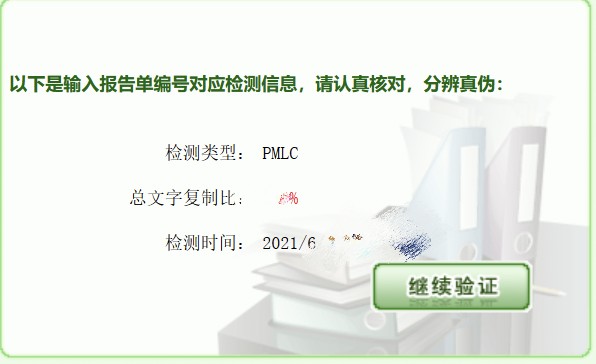 以下是输入报告单编号对应检测信息，请认真核对，分辨真伪：
检测类型： PMLC
总文字复制比： %
检测时间： 2021/6
继续验证